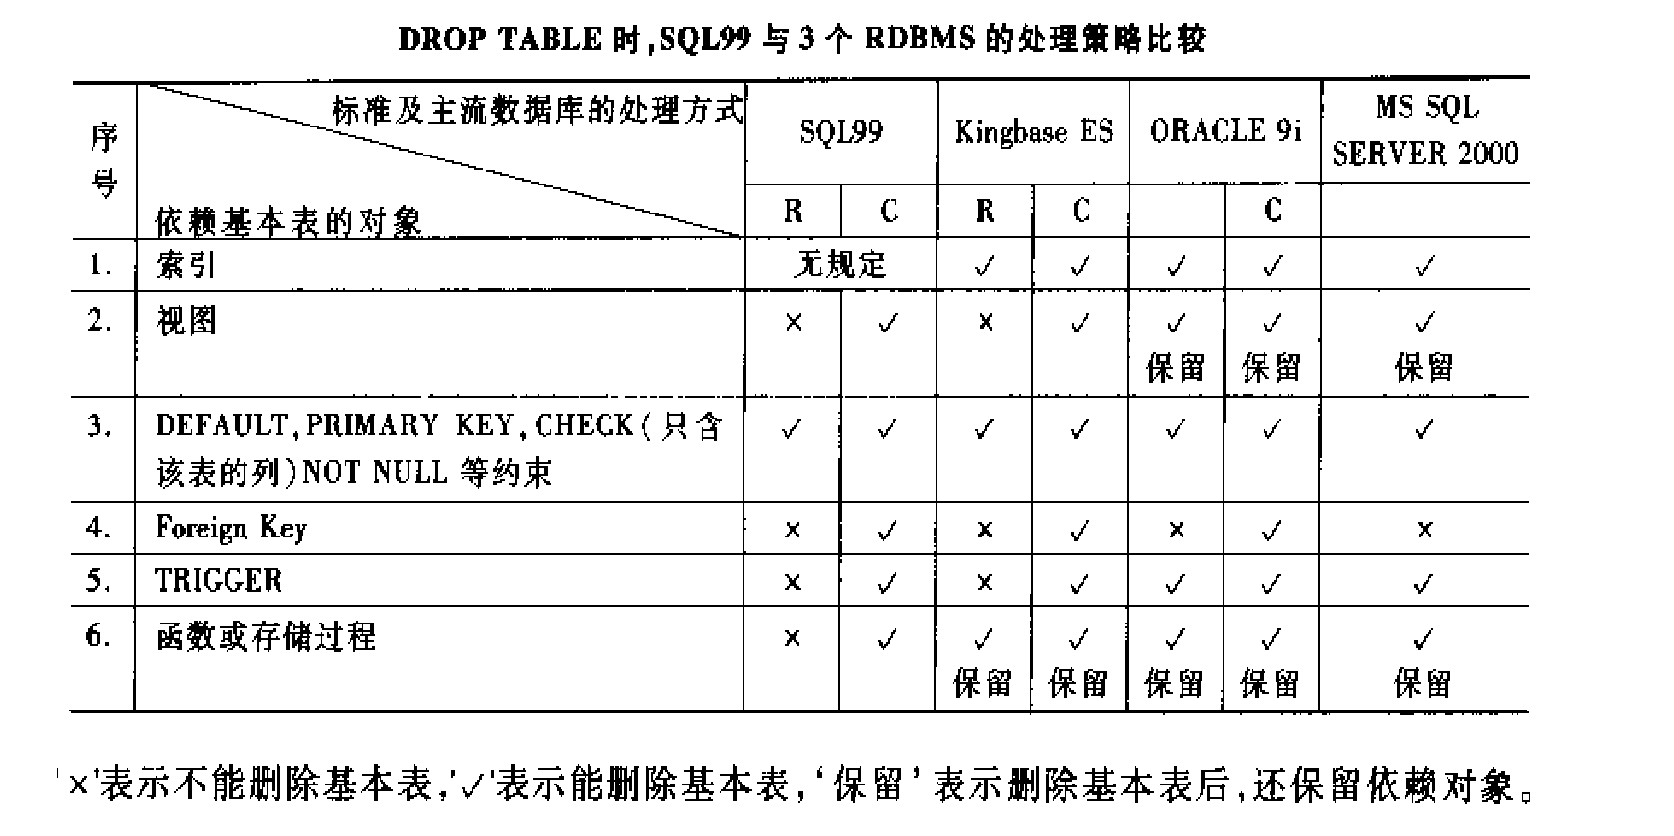 DROP TABLE 时,SQL99 与 3 个 RDBMS 的处理策略比较
序号 标准及主流数据库的处理方式 依赖基本表的对象 SQL99 Kingbase ES ORACLE 9i MS SQL SERVER 2000
R C R C C
1. 索引 无规定 ✓ ✓ ✓ ✓ ✓
2. 视图 × ✓ × ✓ ✓ ✓ ✓
保留 保留 保留
3. DEFAULT,PRIMARY KEY,CHECK(只含 ✓ ✓ ✓ ✓ ✓ ✓ ✓
该表的列)NOT NULL 等约束
4. Foreign Key × ✓ × ✓ × ✓ ×
5. TRIGGER × ✓ × ✓ ✓ ✓ ✓
6. 函数或存储过程 × ✓ ✓ ✓ ✓ ✓ ✓
保留 保留 保留 保留 保留
'×'表示不能删除基本表,'✓'表示能删除基本表,‘保留’表示删除基本表后,还保留依赖对象。